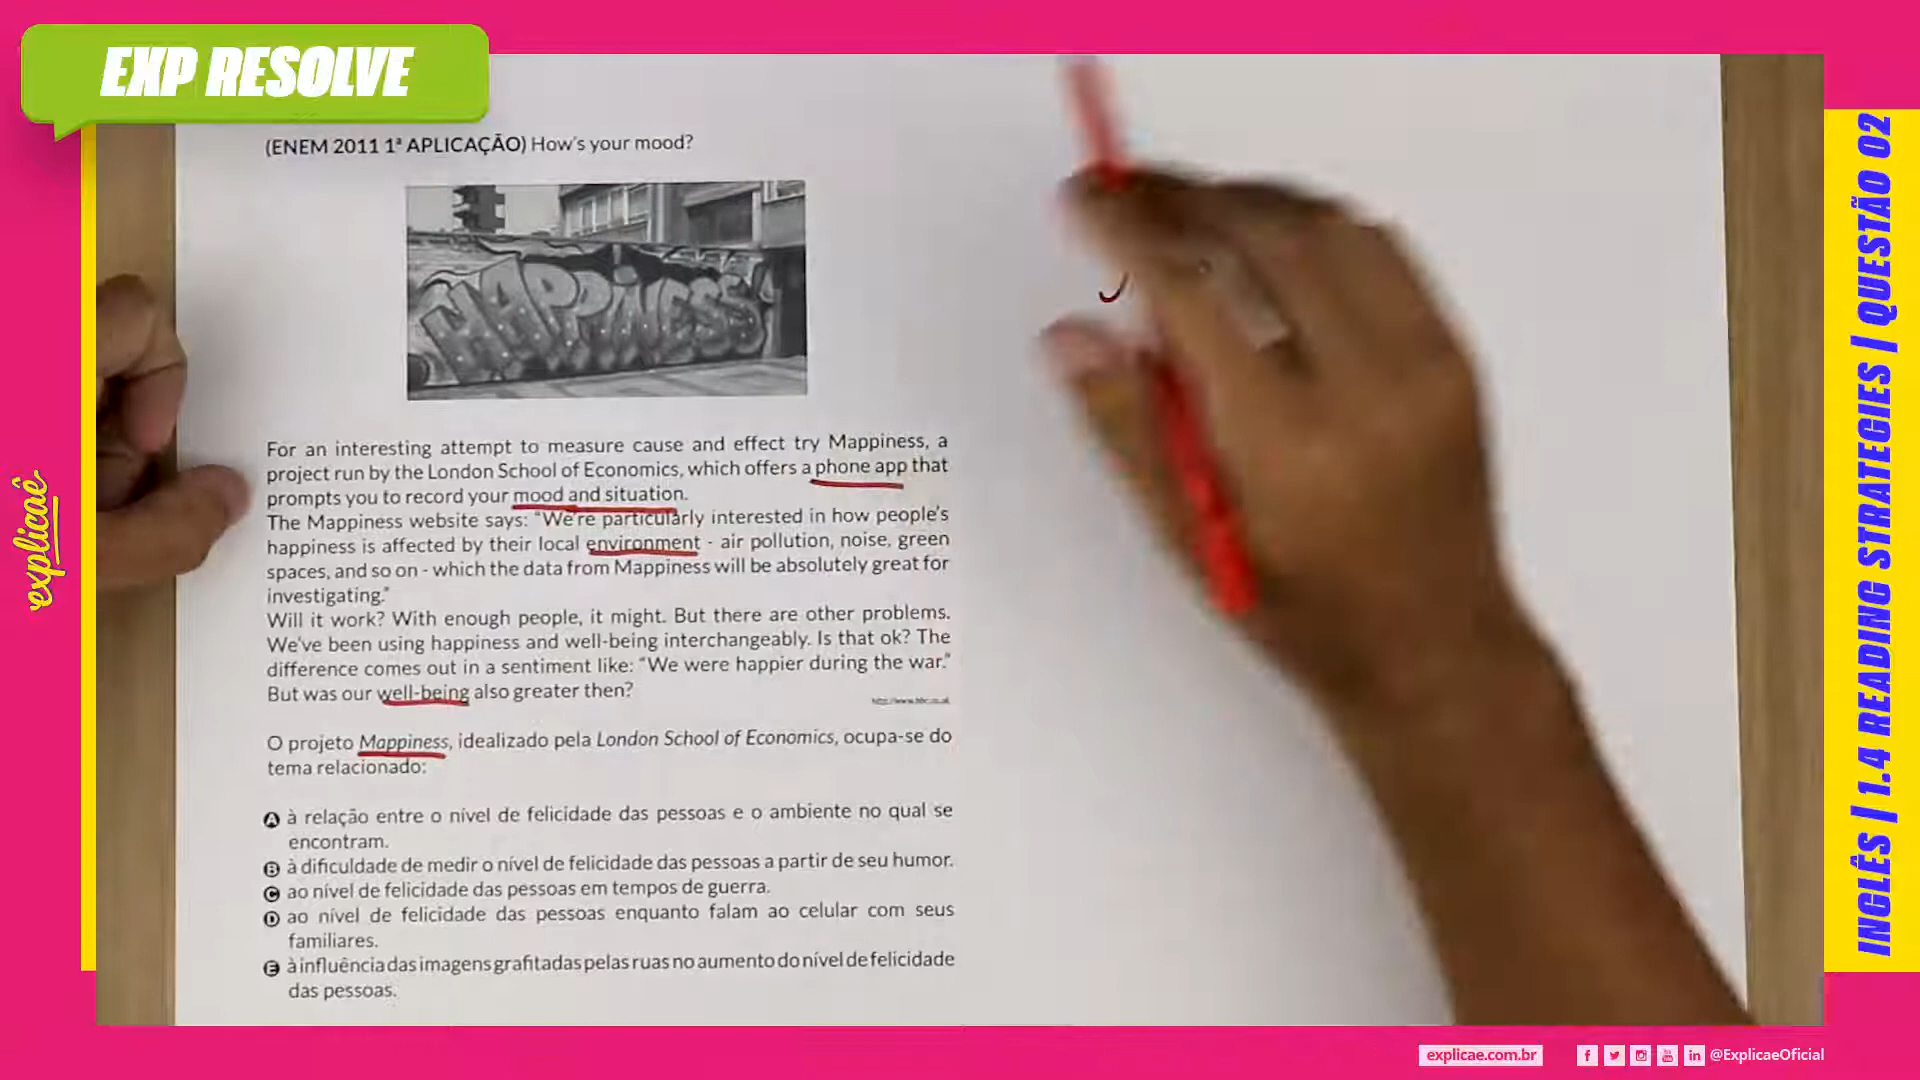 EXP RESOLVE
(ENEM 2011 1ª APLICAÇÃO) How's your mood?
HAPPINESS
For an interesting attempt to measure cause and effect try Mappiness, a
project run by the London School of Economics, which offers a phone app that
prompts you to record your mood and situation.
The Mappiness website says: "We're particularly interested in how people's
happiness is affected by their local environment - air pollution, noise, green
spaces, and so on - which the data from Mappiness will be absolutely great for
investigating."
Will it work? With enough people, it might. But there are other problems.
We've been using happiness and well-being interchangeably. Is that ok? The
difference comes out in a sentiment like: "We were happier during the war."
But was our well-being also greater then?
O projeto Mappiness, idealizado pela London School of Economics, ocupa-se do
tema relacionado:
A à relação entre o nível de felicidade das pessoas e o ambiente no qual se
encontram.
B à dificuldade de medir o nível de felicidade das pessoas a partir de seu humor.
C ao nível de felicidade das pessoas em tempos de guerra.
D ao nível de felicidade das pessoas enquanto falam ao celular com seus
familiares.
E à influência das imagens grafitadas pelas ruas no aumento do nível de felicidade
das pessoas.
explicaê
INGLÊS | 1.4 READING STRATEGIES | QUESTÃO 02
explicae.com.br
@ExplicaeOficial